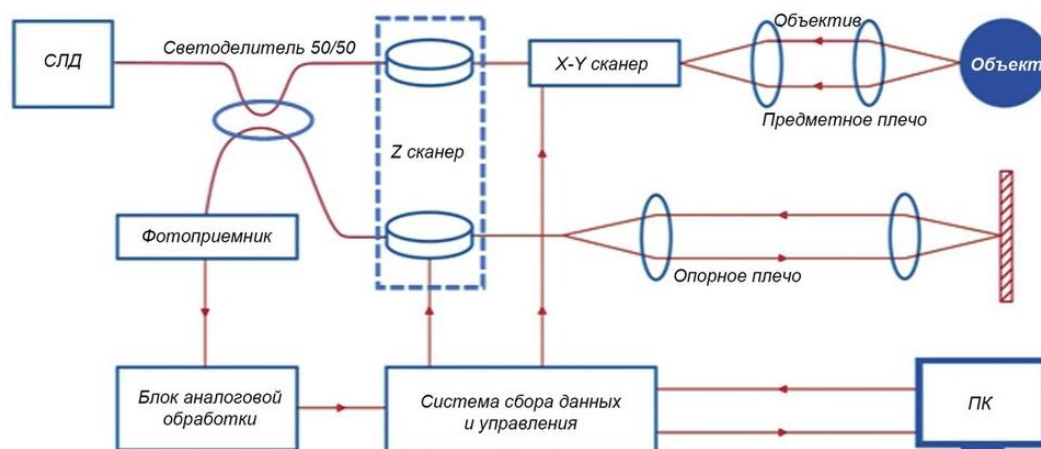 СЛД
Светоделитель 50/50
Объектив
X-Y сканер
Объект
Предметное плечо
Z сканер
Фотоприемник
Опорное плечо
Блок аналоговой
обработки
Система сбора данных
и управления
ПК